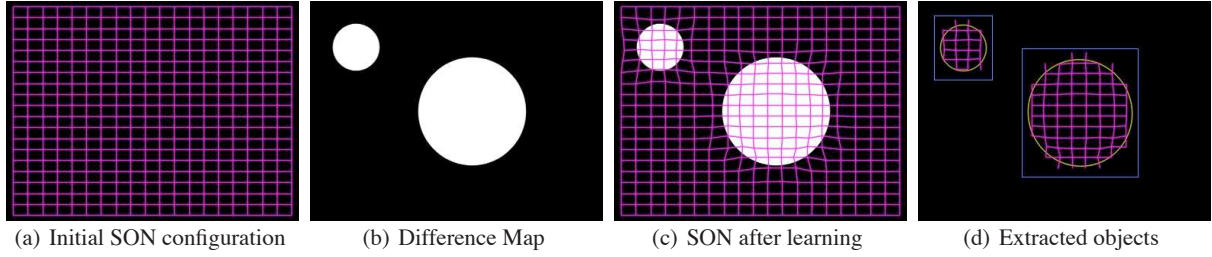 (a) Initial SON configuration
(b) Difference Map
(c) SON after learning
(d) Extracted objects